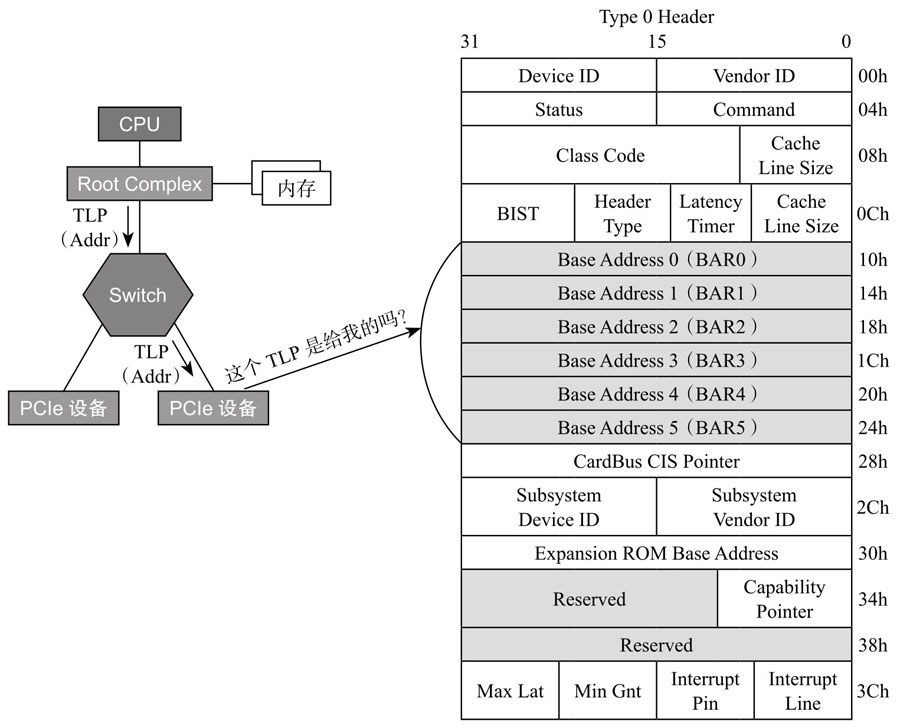 CPU
Root Complex
内存
TLP
（Addr）
Switch
TLP
（Addr）
PCIe 设备
PCIe 设备
这个 TLP 是给我的吗？
Type 0 Header
31 15 0
Device ID Vendor ID 00h
Status Command 04h
Class Code Cache Line Size 08h
BIST Header Type Latency Timer Cache Line Size 0Ch
Base Address 0（BAR0） 10h
Base Address 1（BAR1） 14h
Base Address 2（BAR2） 18h
Base Address 3（BAR3） 1Ch
Base Address 4（BAR4） 20h
Base Address 5（BAR5） 24h
CardBus CIS Pointer 28h
Subsystem Device ID Subsystem Vendor ID 2Ch
Expansion ROM Base Address 30h
Reserved Capability Pointer 34h
Reserved 38h
Max Lat Min Gnt Interrupt Pin Interrupt Line 3Ch